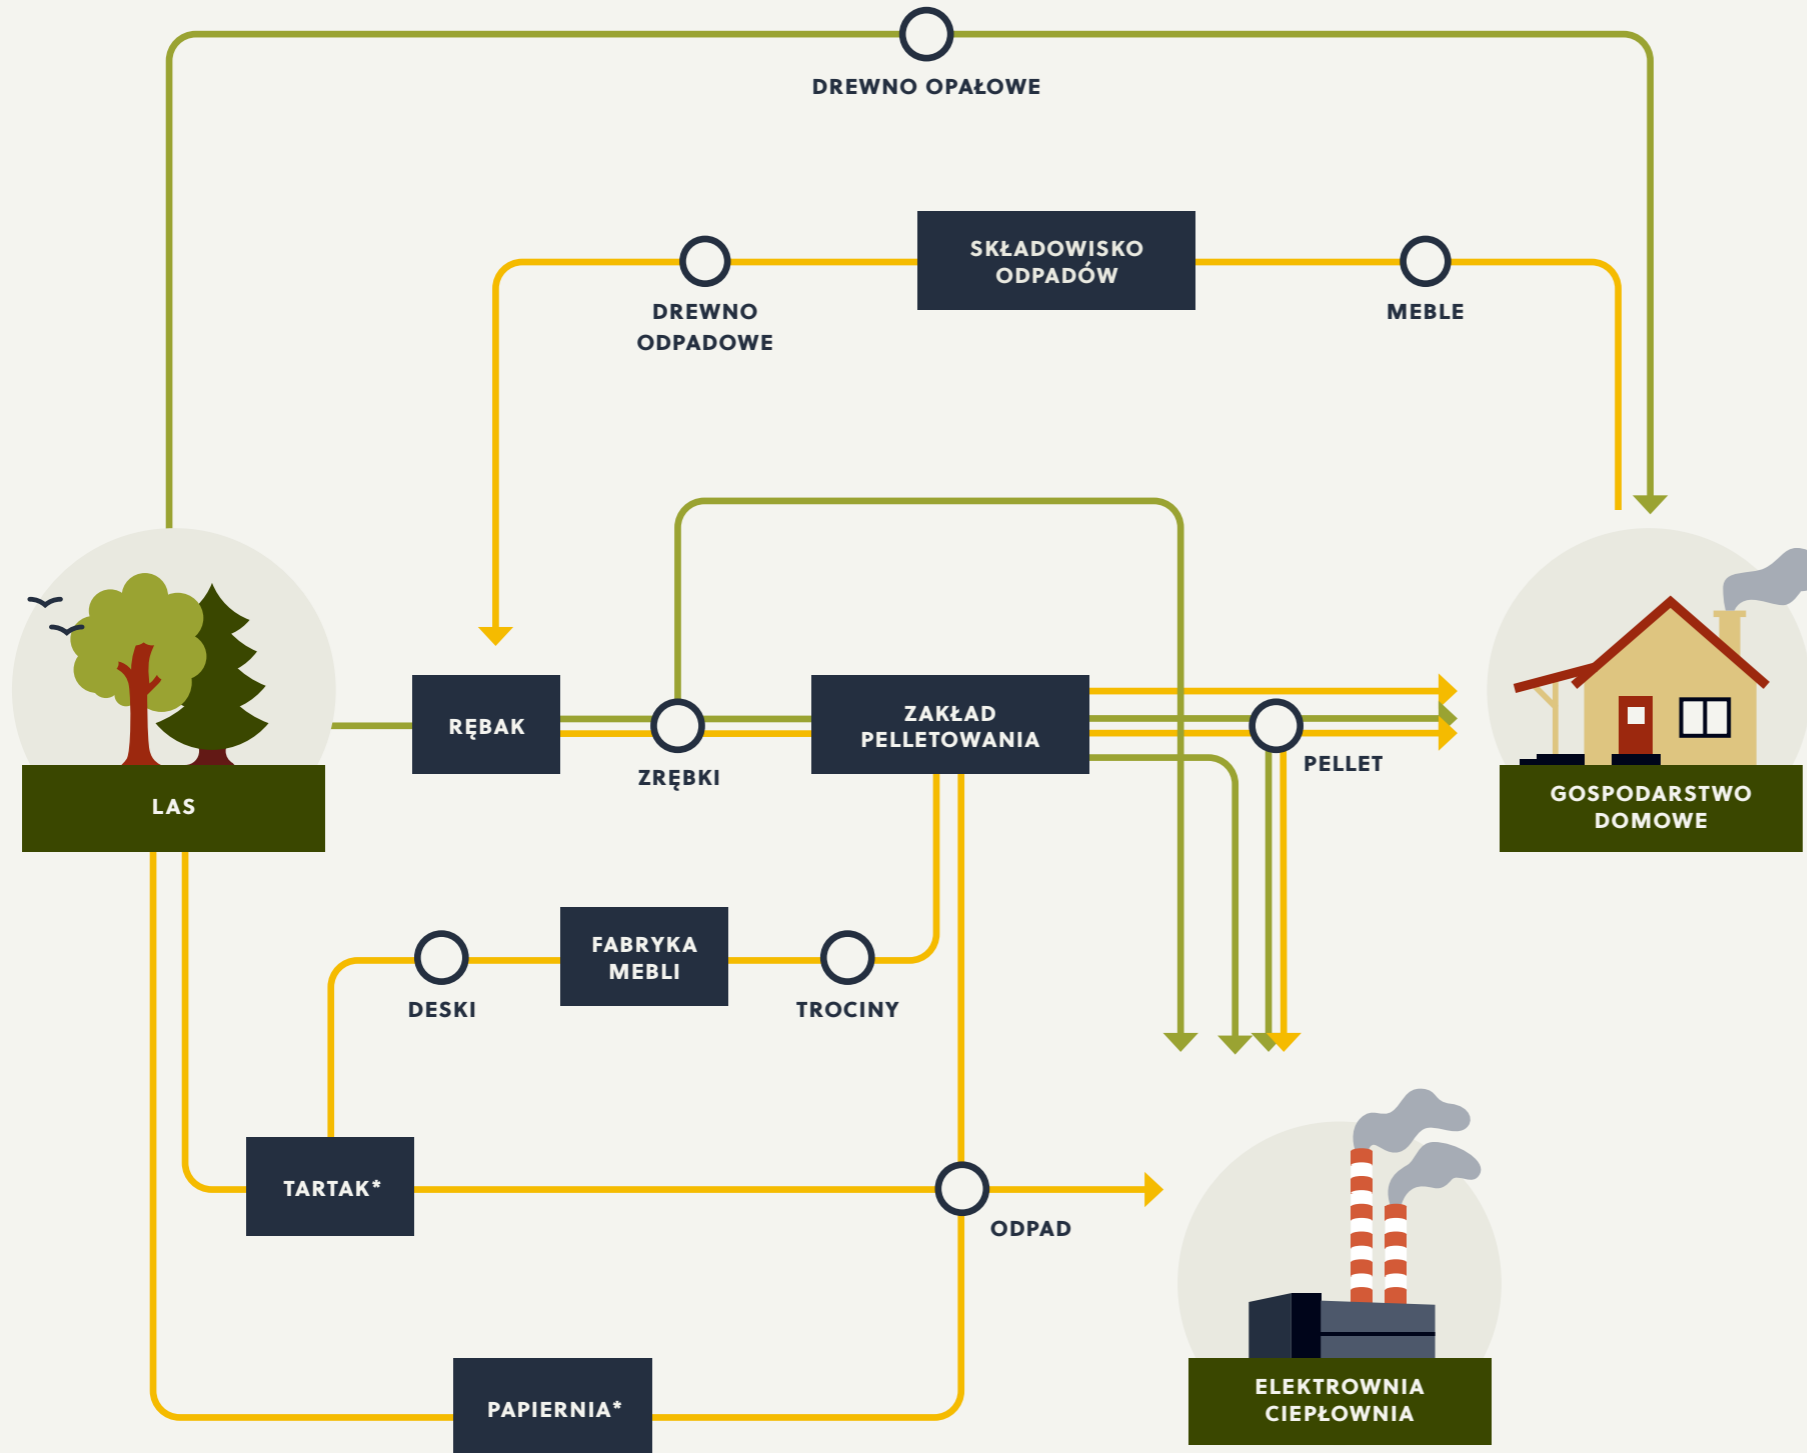 DREWNO OPAŁOWE
SKŁADOWISKO
ODPADÓW
DREWNO
ODPADOWE
MEBLE
RĘBAK
ZRĘBKI
ZAKŁAD
PELLETOWANIA
PELLET
LAS
GOSPODARSTWO
DOMOWE
DESKI
FABRYKA
MEBLI
TROCINY
TARTAK*
ODPAD
PAPIERNIA*
ELEKTROWNIA
CIEPŁOWNIA